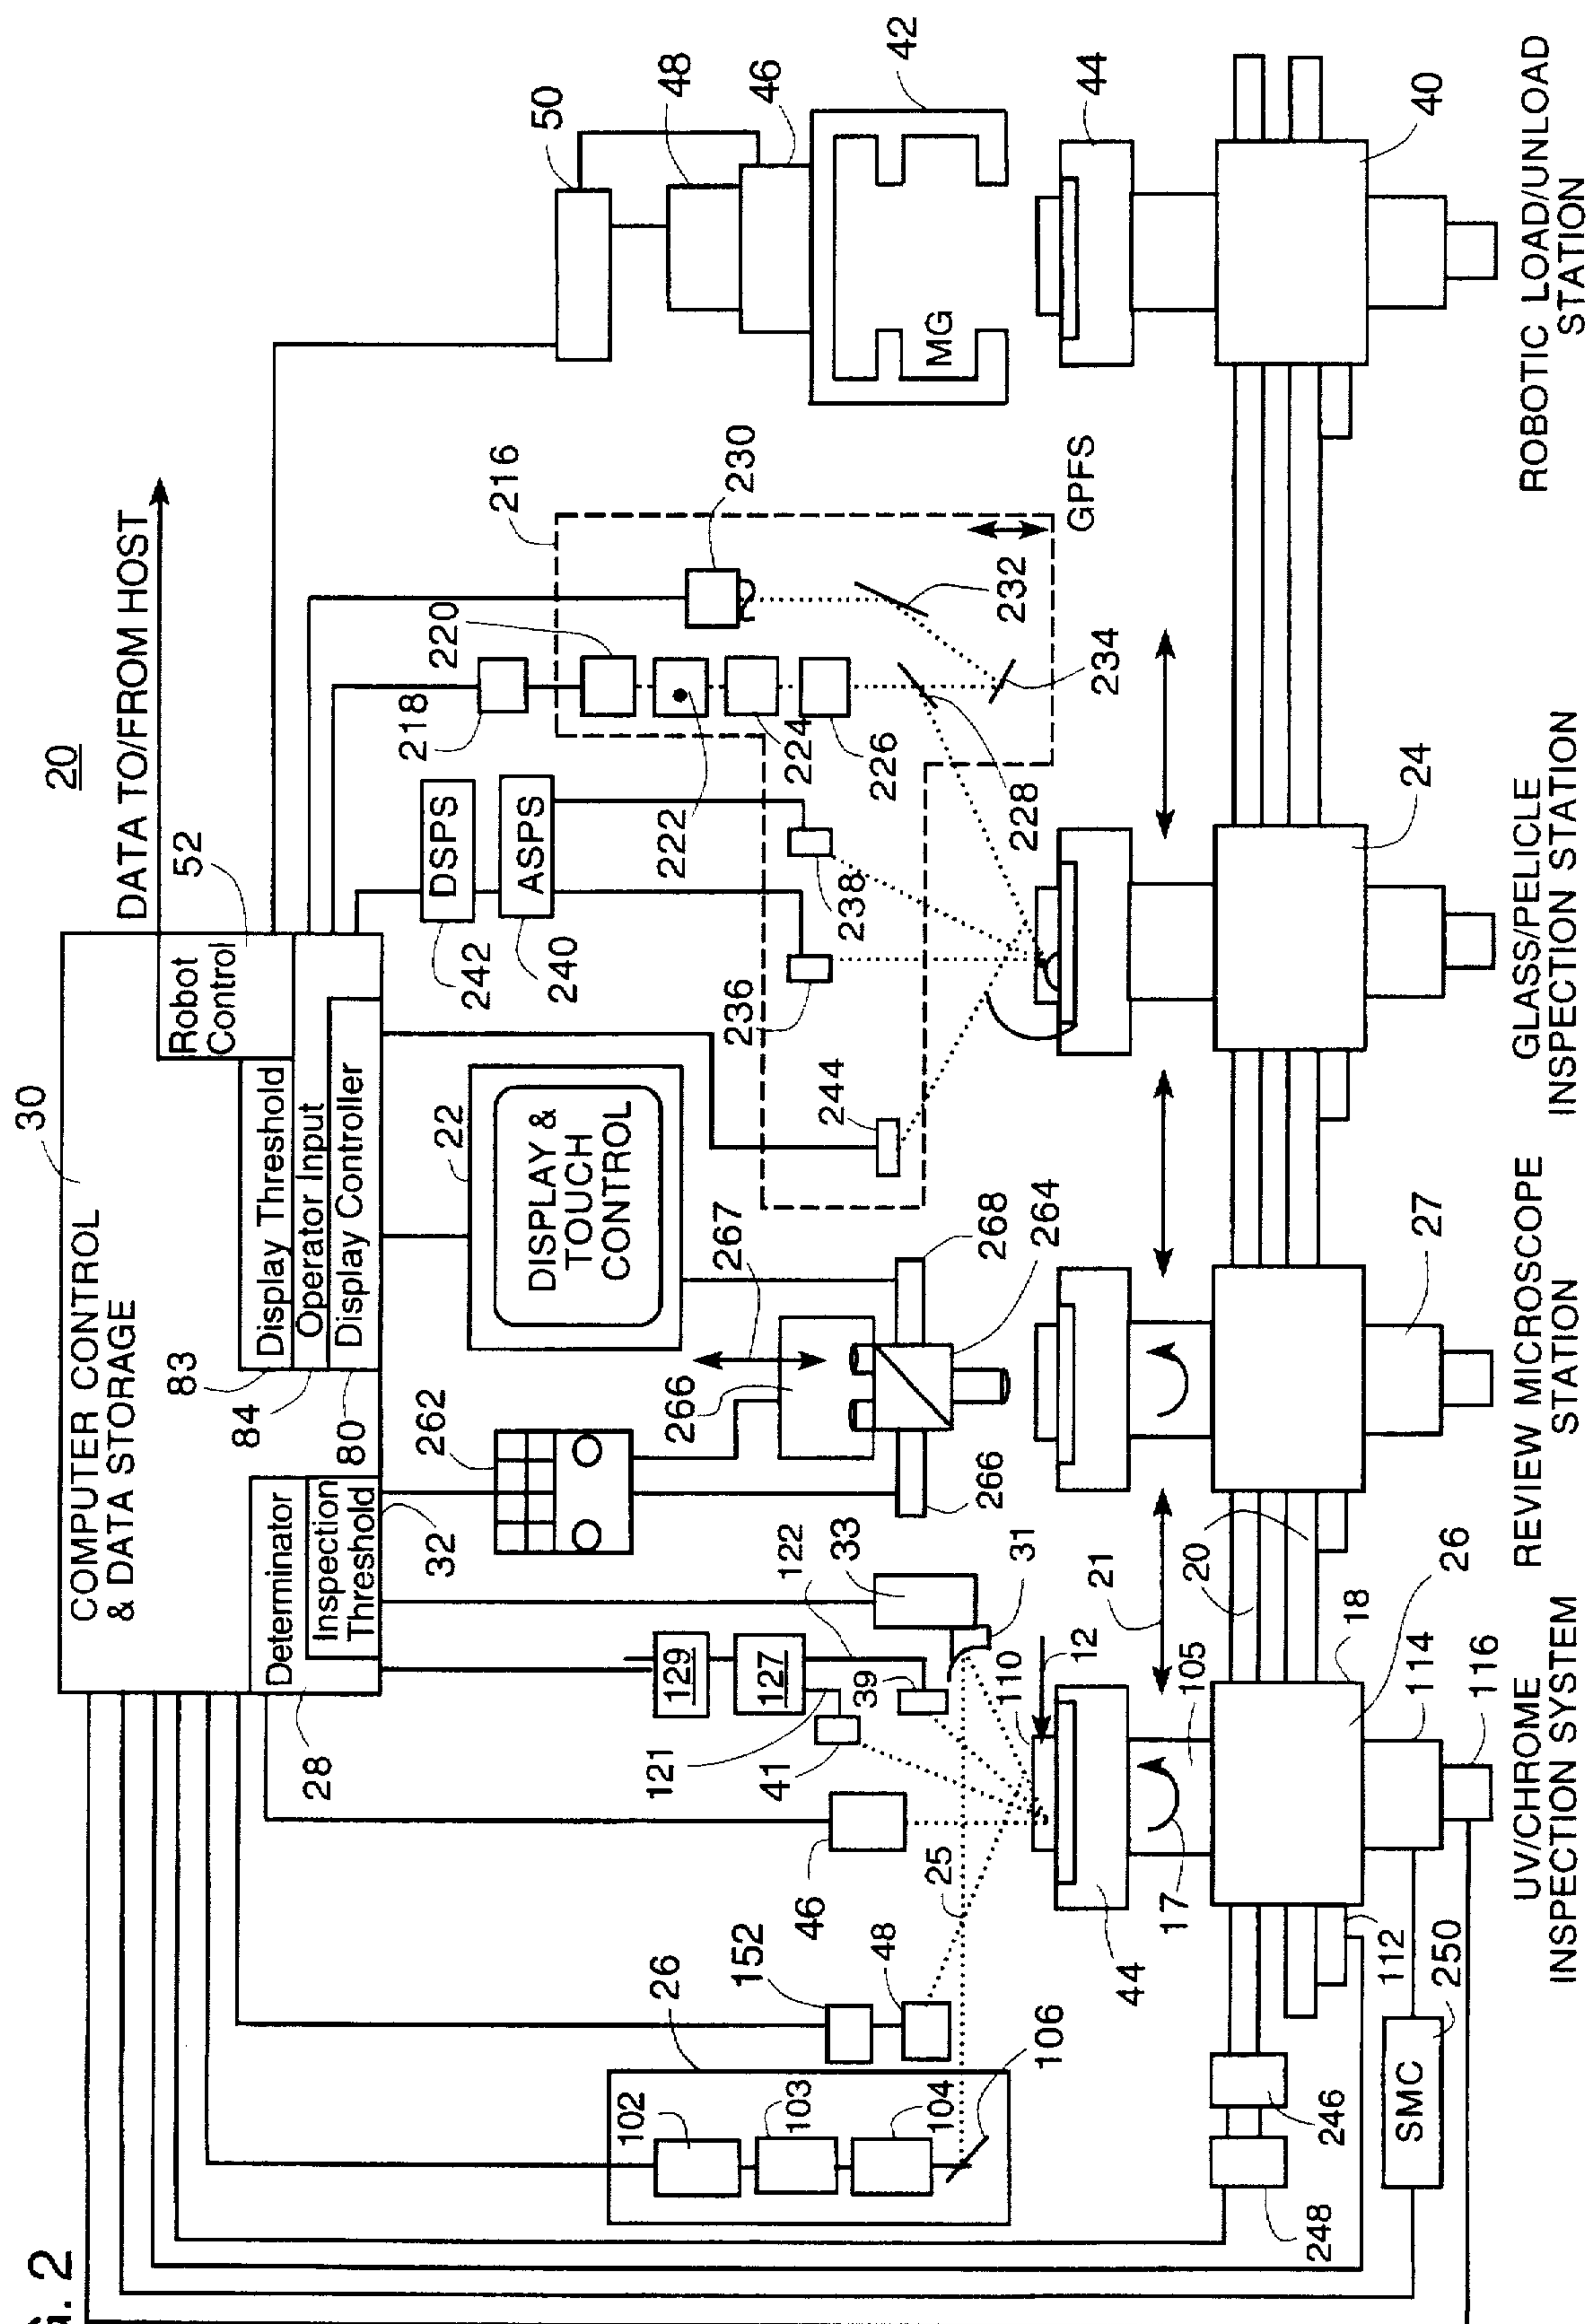 G. 2
20
DATA TO/FROM HOST
30
COMPUTER CONTROL
& DATA STORAGE
52
Robot
Control
Display Threshold
Operator Input
Display Controller
83
84
80
Determinator
Inspection
Threshold
28
32
22
DISPLAY &
TOUCH
CONTROL
262
266
267
268
264
266
129
127
121
122
33
31
39
41
46
110
12
25
152
48
26
102
103
104
106
44
17
105
21
20
18
26
114
116
112
250
SMC
246
248
27
24
DSPS
242
ASPS
240
236
238
244
218
220
222
224
226
228
216
230
232
234
GPFS
50
48
46
42
MG
44
40
UV/CHROME
INSPECTION SYSTEM
REVIEW MICROSCOPE
STATION
GLASS/PELICLE
INSPECTION STATION
ROBOTIC LOAD/UNLOAD
STATION